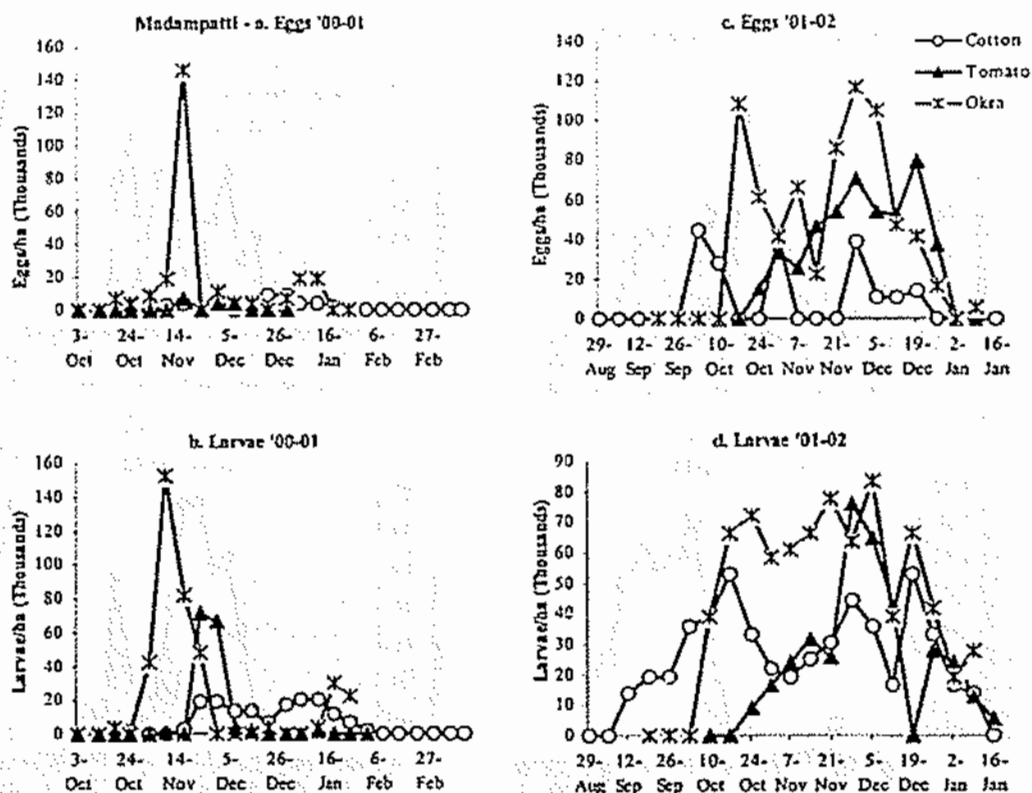 Madampatti - a. Eggs '00-01
Eggs/ha (Thousands)
160
140
120
100
80
60
40
20
0
3- 24- 14- 5- 26- 16- 6- 27-
Oct Oct Nov Dec Dec Jan Feb Feb
c. Eggs '01-02
Eggs/ha (Thousands)
140
120
100
80
60
40
20
0
Cotton
Tomato
Okra
29- 12- 26- 10- 24- 7- 21- 5- 19- 2- 16-
Aug Sep Sep Oct Oct Nov Nov Dec Dec Jan Jan
b. Larvae '00-01
Larvae/ha (Thousands)
160
140
120
100
80
60
40
20
0
3- 24- 14- 5- 26- 16- 6- 27-
Oct Oct Nov Dec Dec Jan Feb Feb
d. Larvae '01-02
Larvae/ha (Thousands)
90
80
70
60
50
40
30
20
10
0
29- 12- 26- 10- 24- 7- 21- 5- 19- 2- 16-
Aug Sep Sep Oct Oct Nov Nov Dec Dec Jan Jan